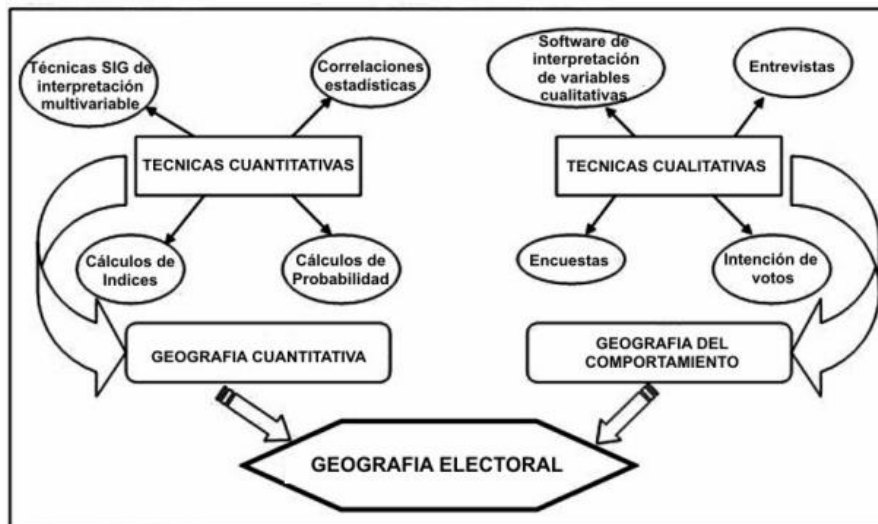 Técnicas SIG de
interpretación
multivariable
Correlaciones
estadísticas
Software de
interpretación
de variables
cualitativas
Entrevistas
TECNICAS CUANTITATIVAS
TECNICAS CUALITATIVAS
Cálculos de
Indices
Cálculos de
Probabilidad
Encuestas
Intención de
votos
GEOGRAFIA CUANTITATIVA
GEOGRAFIA DEL
COMPORTAMIENTO
GEOGRAFIA ELECTORAL